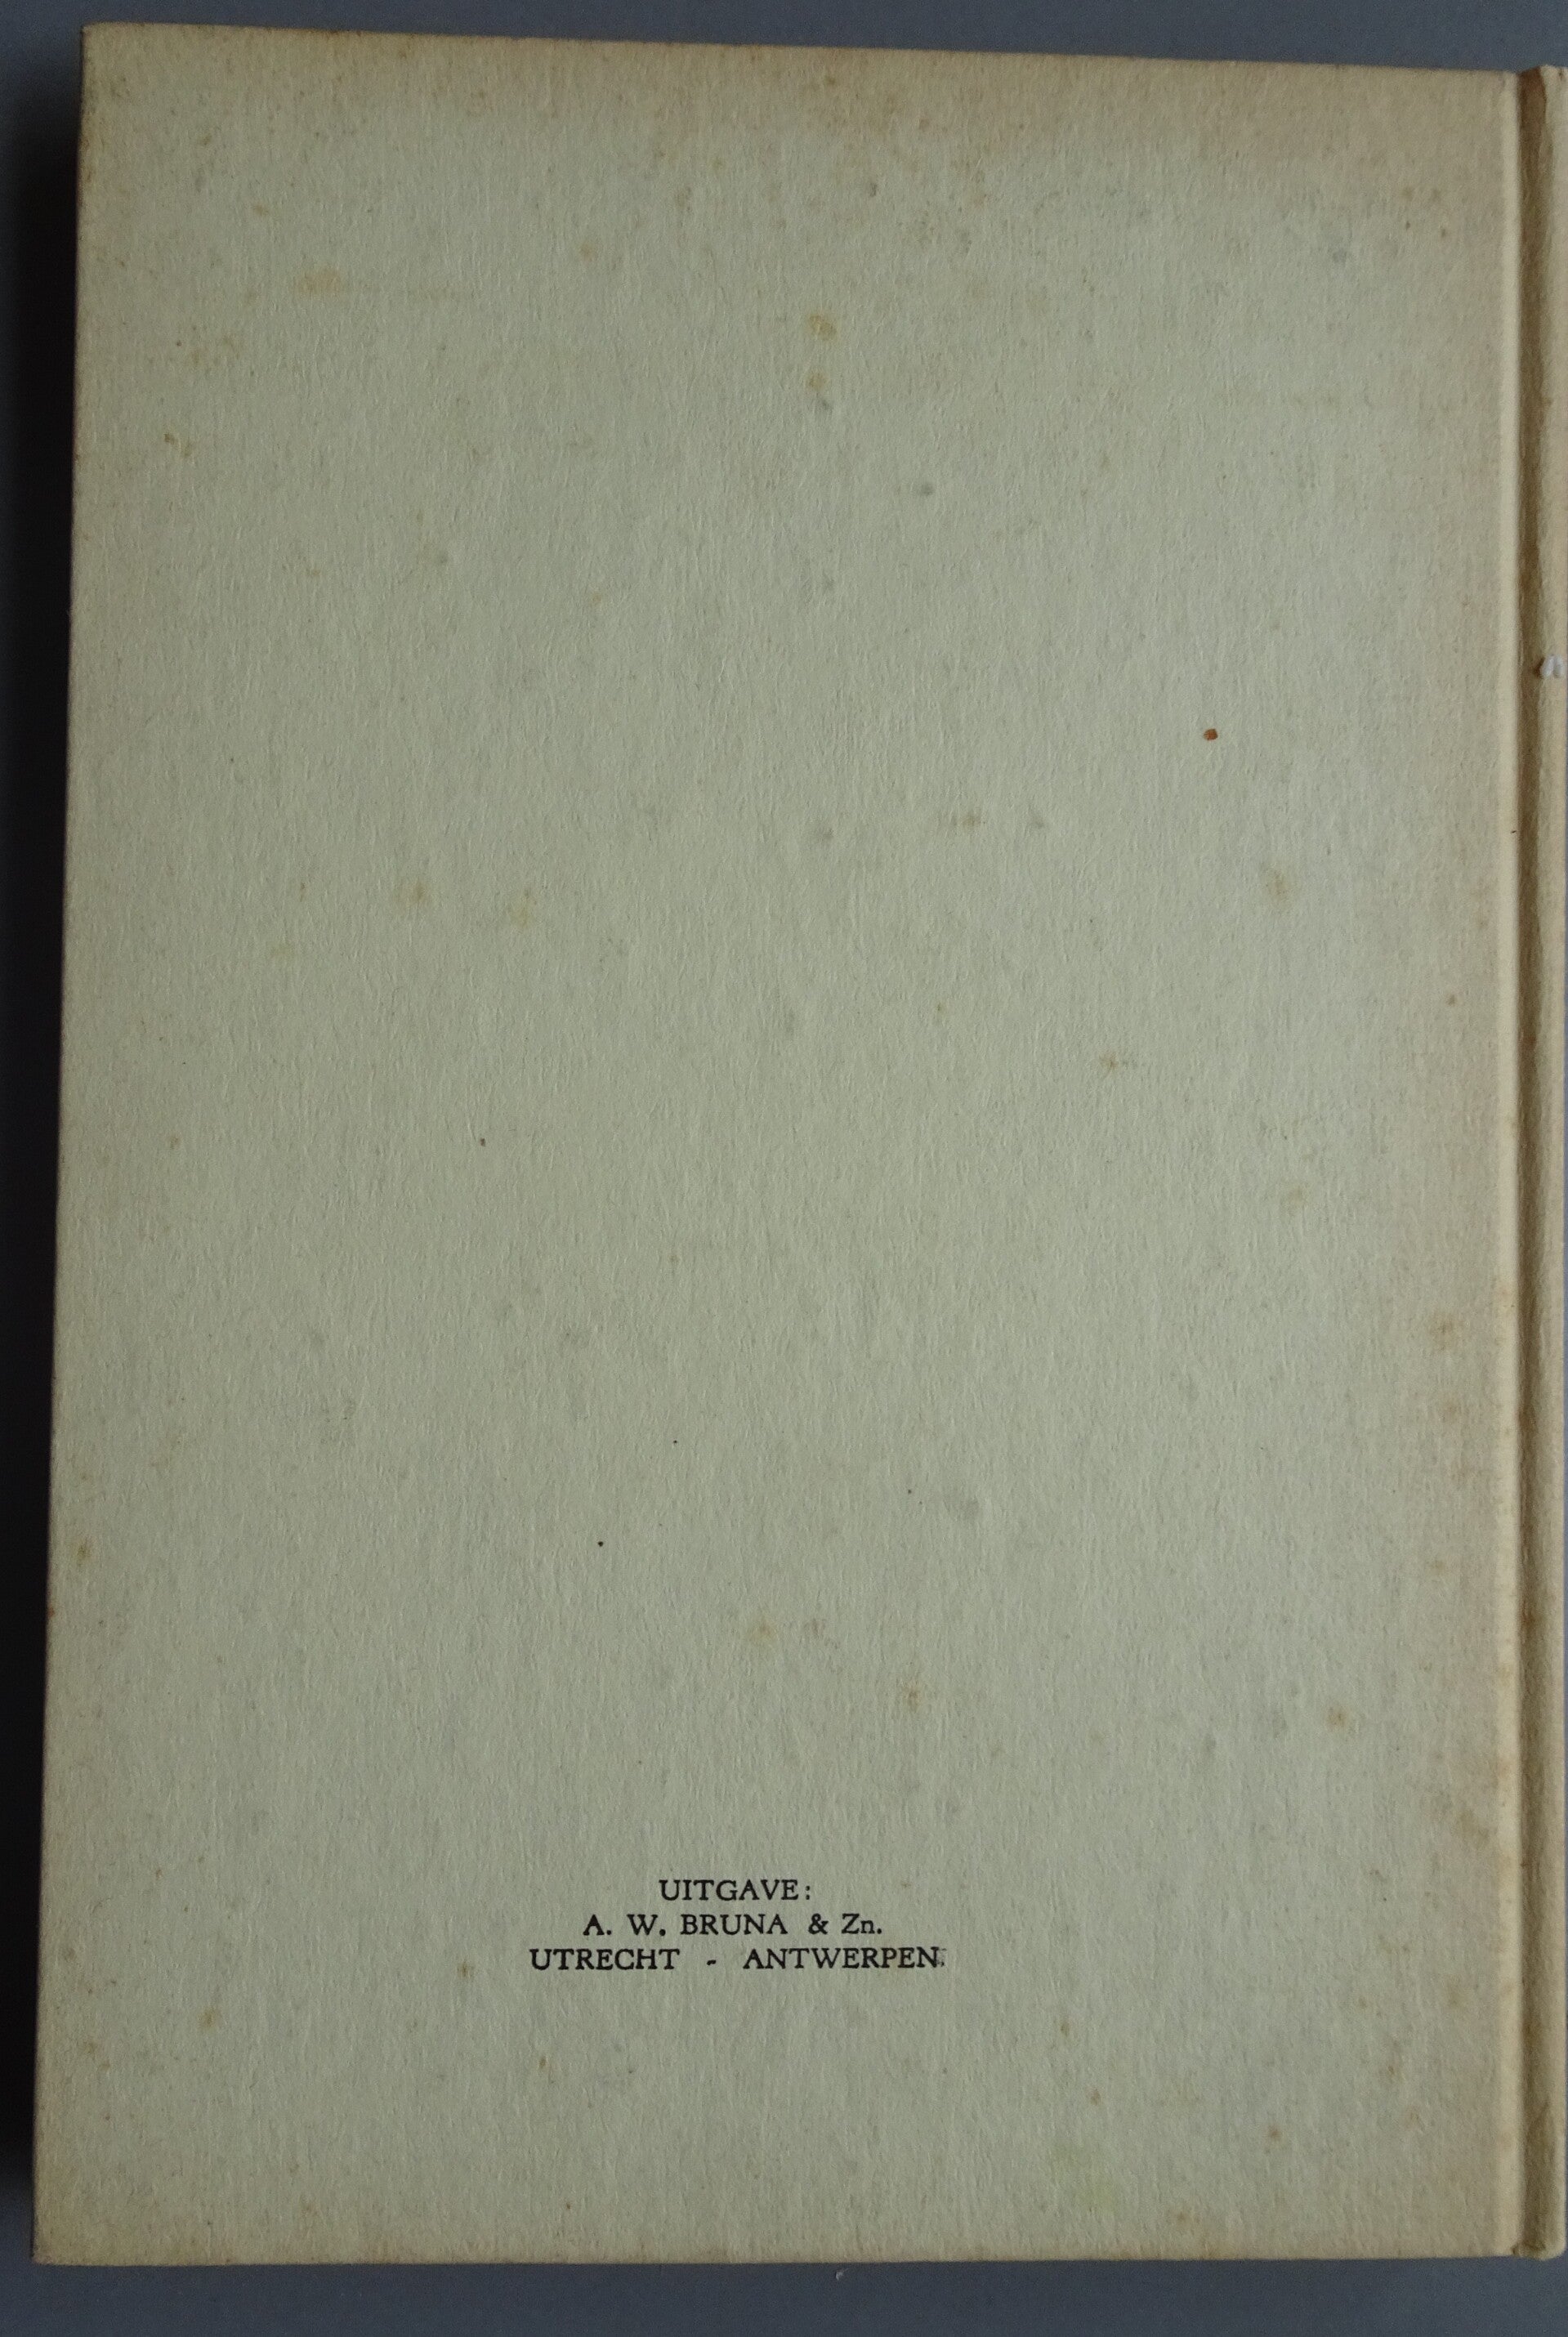 UITGAVE:
A. W. BRUNA & Zn.
UTRECHT - ANTWERPEN.